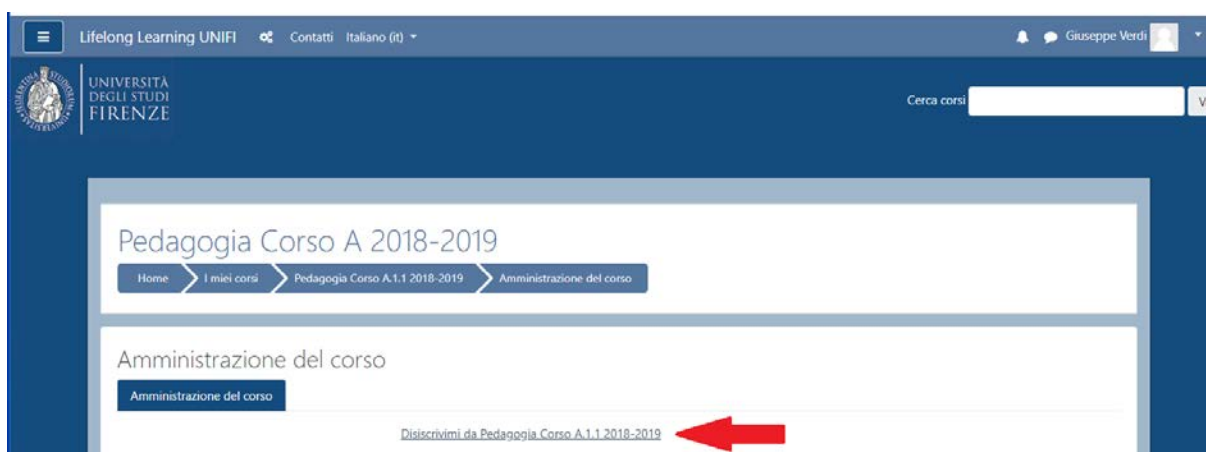 Lifelong Learning UNIFI Contatti Italiano (it) Giuseppe Verdi
UNIVERSITÀ
DEGLI STUDI
FIRENZE
Cerca corsi
Pedagogia Corso A 2018-2019
Home I miei corsi Pedagogia Corso A.1.1 2018-2019 Amministrazione del corso
Amministrazione del corso
Amministrazione del corso
Disiscrivimi da Pedagogia Corso A.1.1 2018-2019